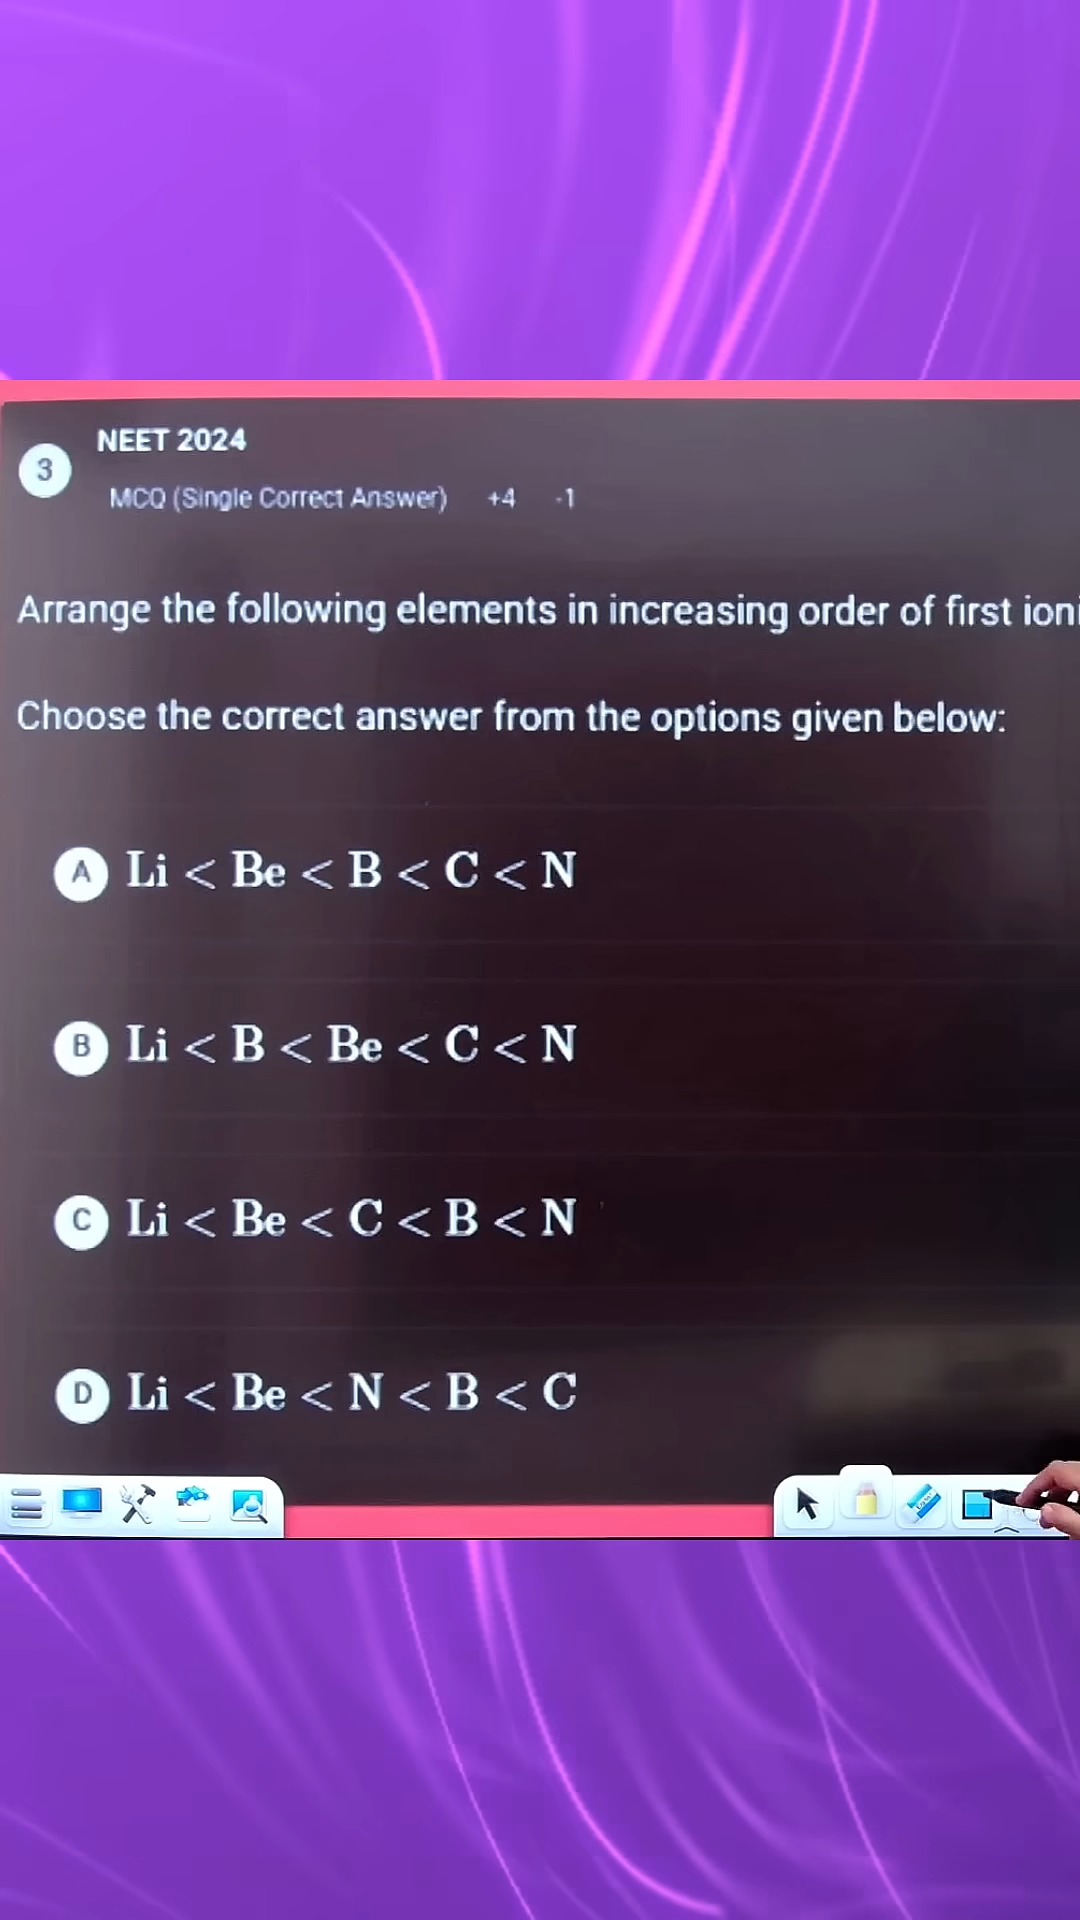 NEET 2024
3
MCQ (Single Correct Answer) +4 -1
Arrange the following elements in increasing order of first ioni
Choose the correct answer from the options given below:
A Li < Be < B < C < N
B Li < B < Be < C < N
C Li < Be < C < B < N
D Li < Be < N < B < C